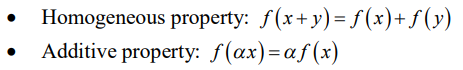 • Homogeneous property: f(x+y)=f(x)+f(y)
• Additive property: f(αx)=αf(x)